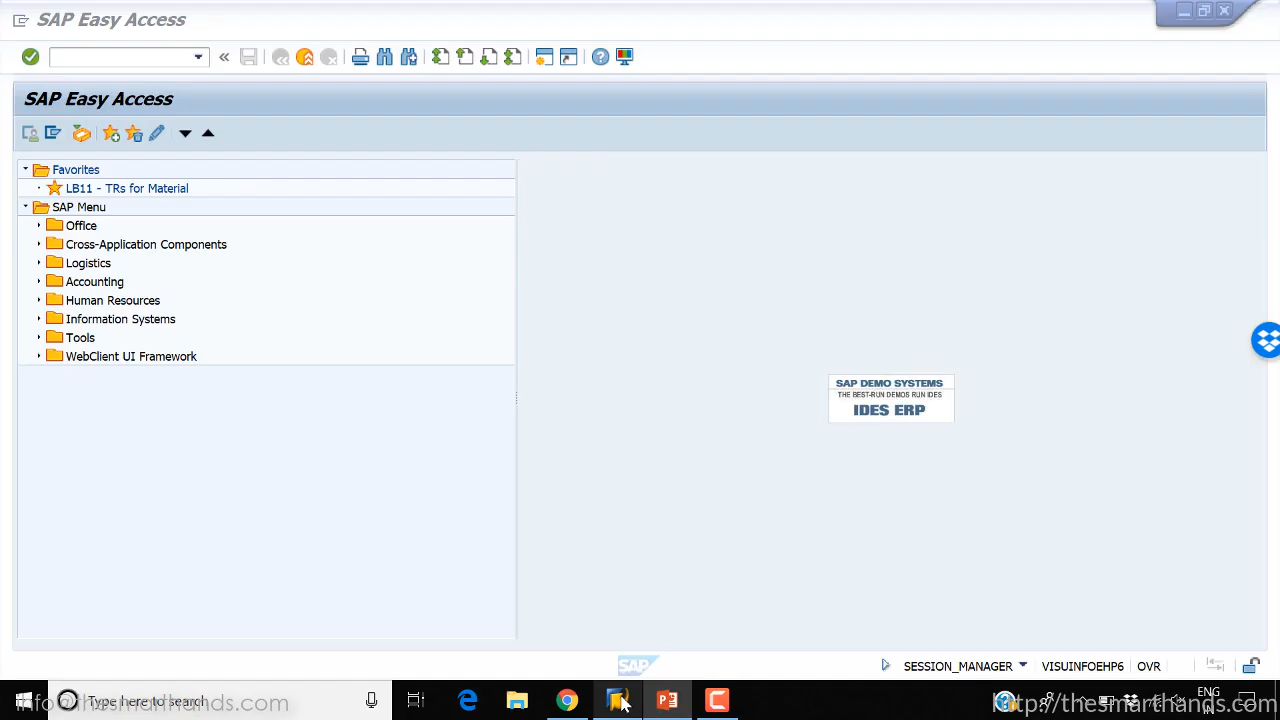 SAP Easy Access
SAP Easy Access
Favorites
LB11 - TRs for Material
SAP Menu
Office
Cross-Application Components
Logistics
Accounting
Human Resources
Information Systems
Tools
WebClient UI Framework
SAP DEMO SYSTEMS
THE BEST-RUN DEMOS RUN IDES
IDES ERP
SAP
SESSION_MANAGER
VISUINFOEHP6
OVR
info@thesmarthands.com
Type here to search
http://thesmarthands.com
ENG
IN